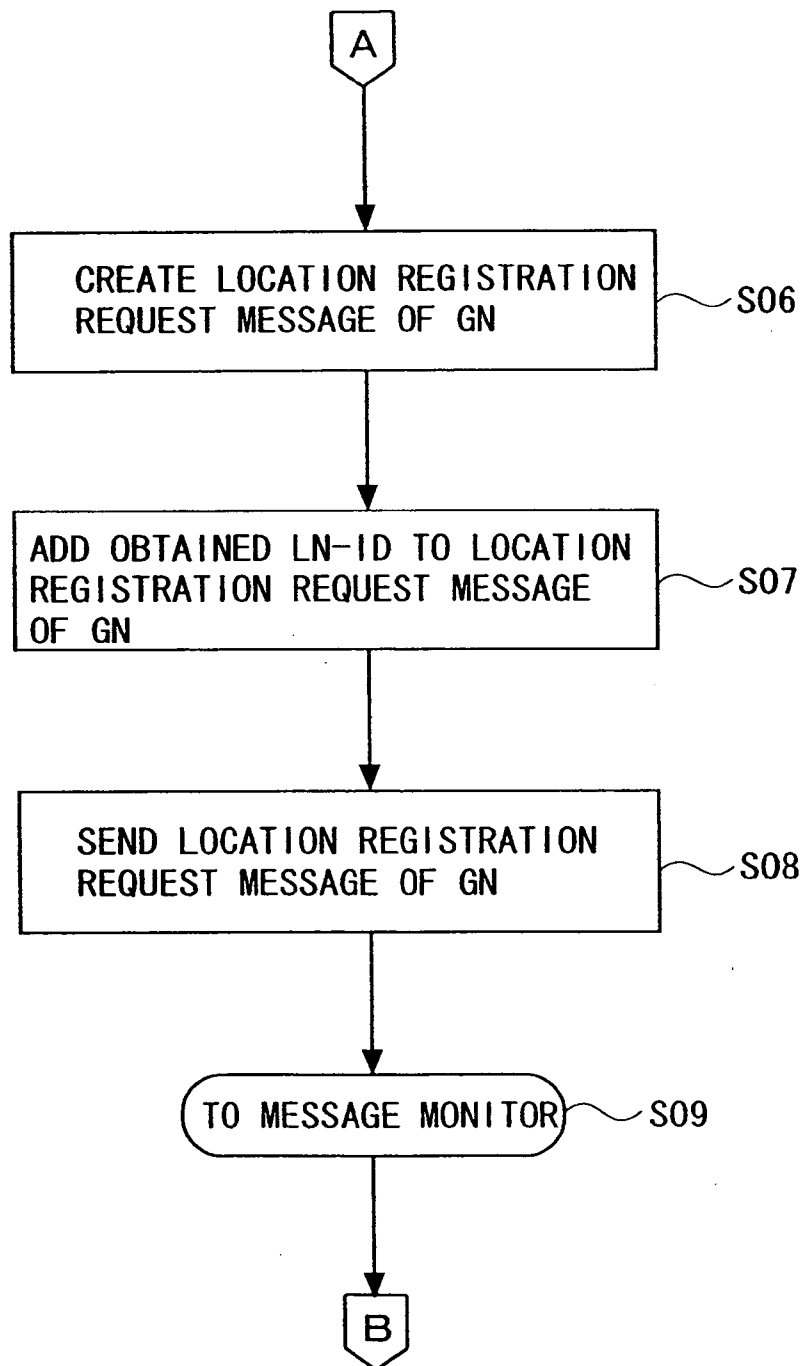 A
CREATE LOCATION REGISTRATION
REQUEST MESSAGE OF GN
S06
ADD OBTAINED LN-ID TO LOCATION
REGISTRATION REQUEST MESSAGE
OF GN
S07
SEND LOCATION REGISTRATION
REQUEST MESSAGE OF GN
S08
TO MESSAGE MONITOR
S09
B